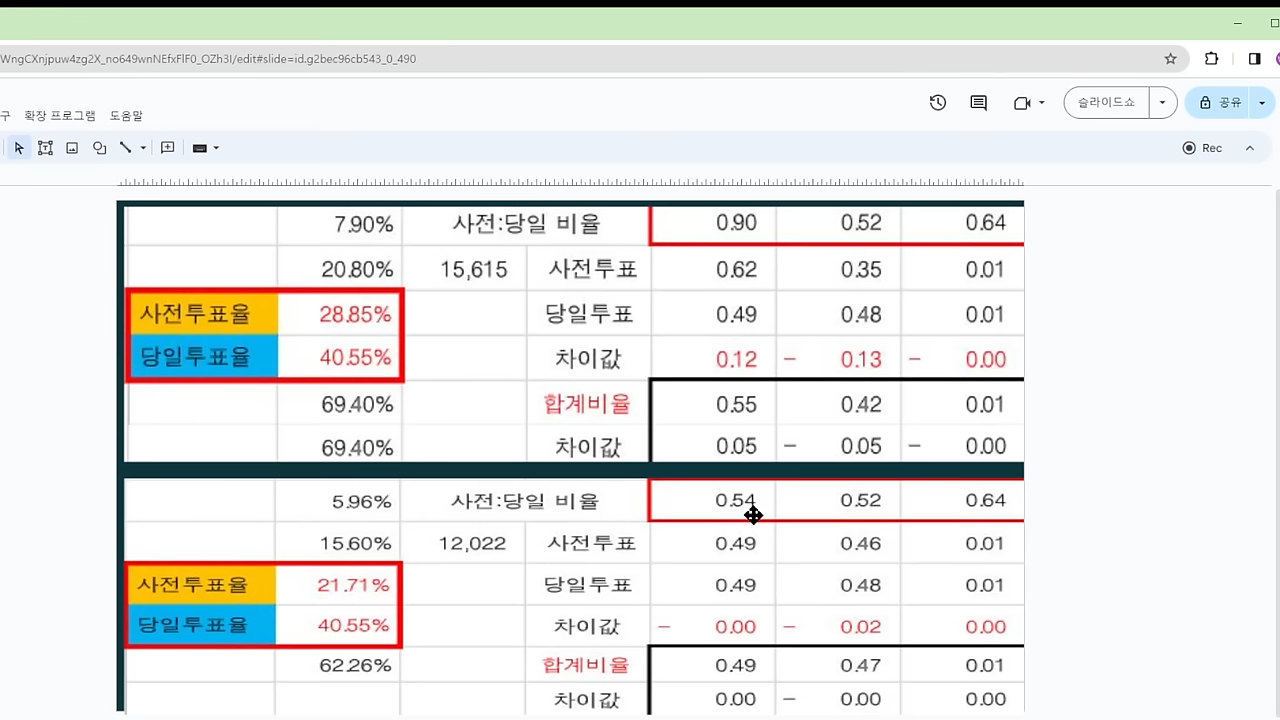 WngCXnjpuw4zg2X_no649wnNEfxFlF0_OZh3I/edit#slide=id.g2bec96cb543_0_490
구 확장 프로그램 도움말
슬라이드쇼 공유
Rec
7.90% 사전:당일 비율 0.90 0.52 0.64
20.80% 15,615 사전투표 0.62 0.35 0.01
사전투표율 28.85% 당일투표 0.49 0.48 0.01
당일투표율 40.55% 차이값 0.12 – 0.13 – 0.00
69.40% 합계비율 0.55 0.42 0.01
69.40% 차이값 0.05 – 0.05 – 0.00
5.96% 사전:당일 비율 0.54 0.52 0.64
15.60% 12,022 사전투표 0.49 0.46 0.01
사전투표율 21.71% 당일투표 0.49 0.48 0.01
당일투표율 40.55% 차이값 – 0.00 – 0.02 0.00
62.26% 합계비율 0.49 0.47 0.01
차이값 0.00 – 0.00 0.00